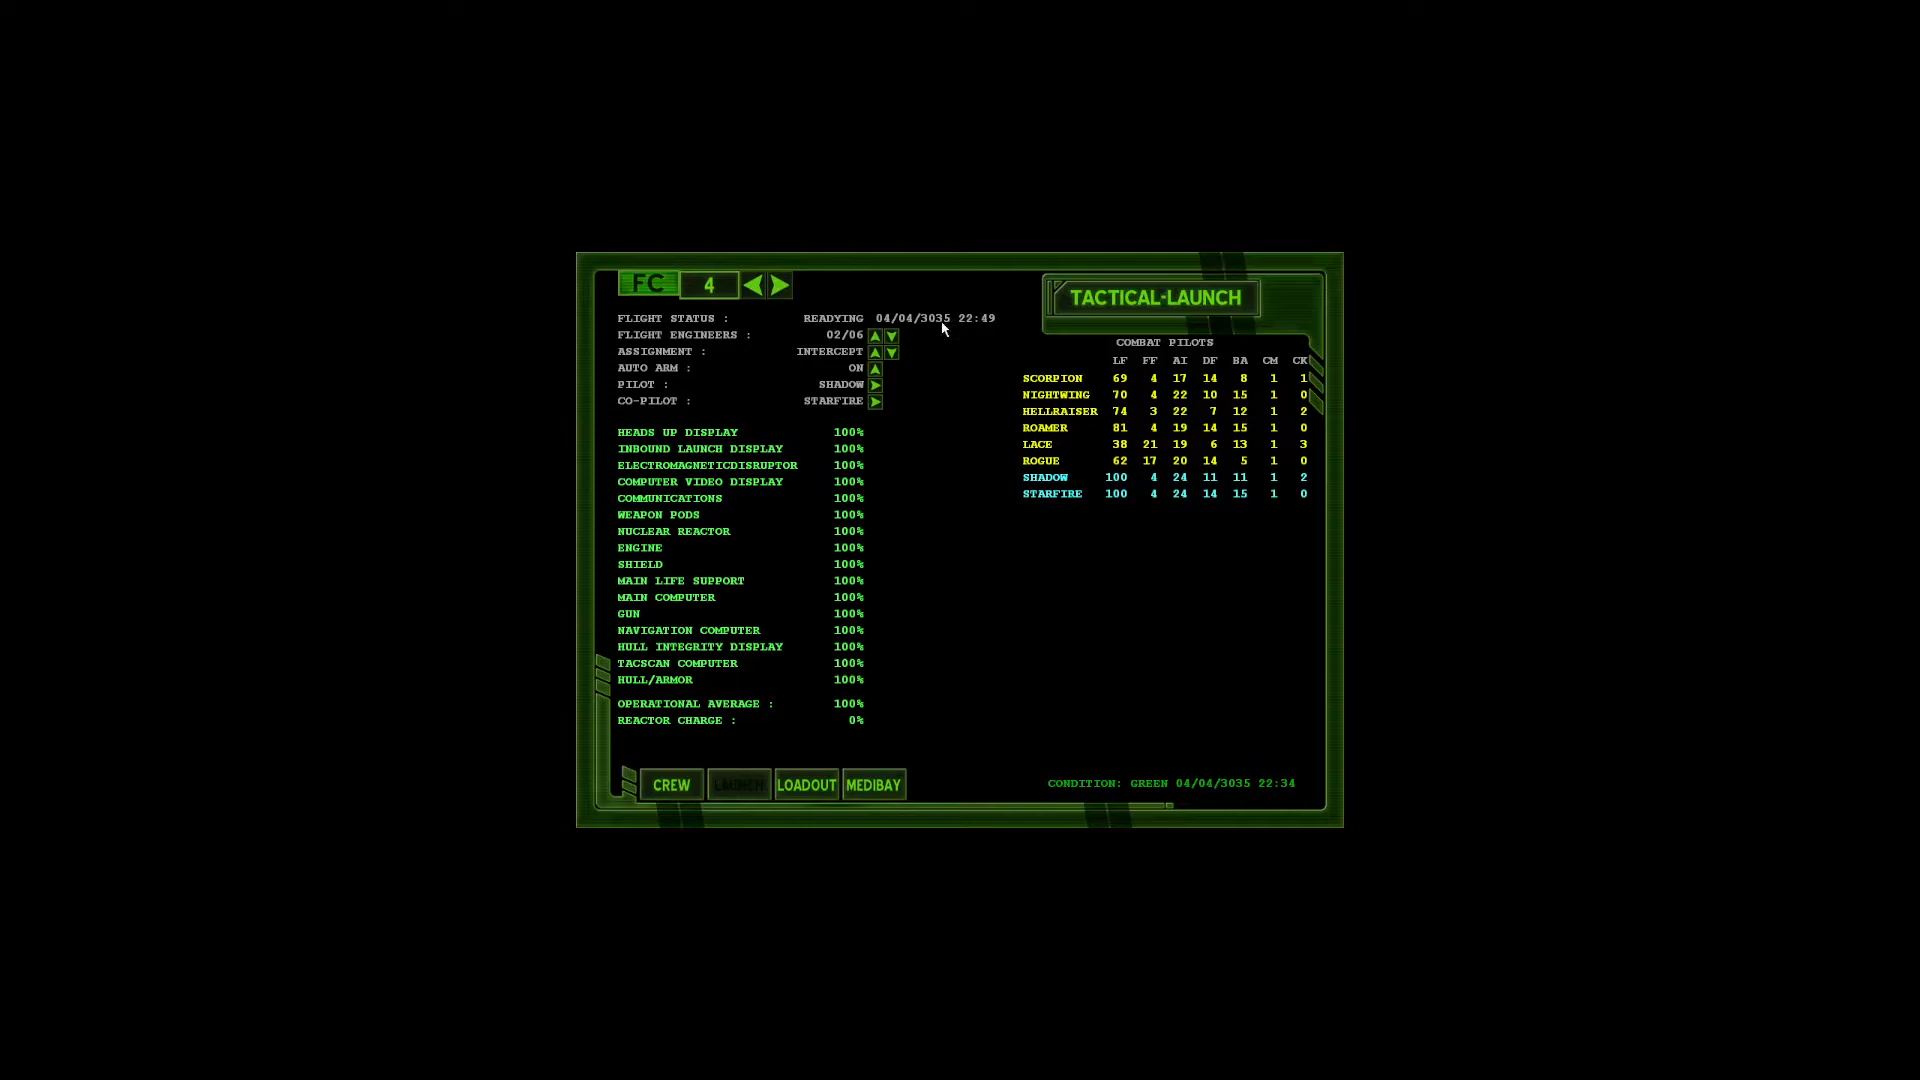 FC 4
TACTICAL-LAUNCH
FLIGHT STATUS : READYING 04/04/3035 22:49
FLIGHT ENGINEERS : 02/06
ASSIGNMENT : INTERCEPT
AUTO ARM : ON
PILOT : SHADOW
CO-PILOT : STARFIRE
HEADS UP DISPLAY 100%
INBOUND LAUNCH DISPLAY 100%
ELECTROMAGNETICDISRUPTOR 100%
COMPUTER VIDEO DISPLAY 100%
COMMUNICATIONS 100%
WEAPON PODS 100%
NUCLEAR REACTOR 100%
ENGINE 100%
SHIELD 100%
MAIN LIFE SUPPORT 100%
MAIN COMPUTER 100%
GUN 100%
NAVIGATION COMPUTER 100%
HULL INTEGRITY DISPLAY 100%
TACSCAN COMPUTER 100%
HULL/ARMOR 100%
OPERATIONAL AVERAGE : 100%
REACTOR CHARGE : 0%
COMBAT PILOTS
LF FF AI DF BA CM CK
SCORPION 69 4 17 14 8 1 1
NIGHTWING 70 4 22 10 15 1 0
HELLRAISER 74 3 22 7 12 1 2
ROAMER 81 4 19 14 15 1 0
LACE 38 21 19 6 13 1 3
ROGUE 62 17 20 14 5 1 0
SHADOW 100 4 24 11 11 1 2
STARFIRE 100 4 24 14 15 1 0
CREW LAUNCH LOADOUT MEDIBAY
CONDITION: GREEN 04/04/3035 22:34